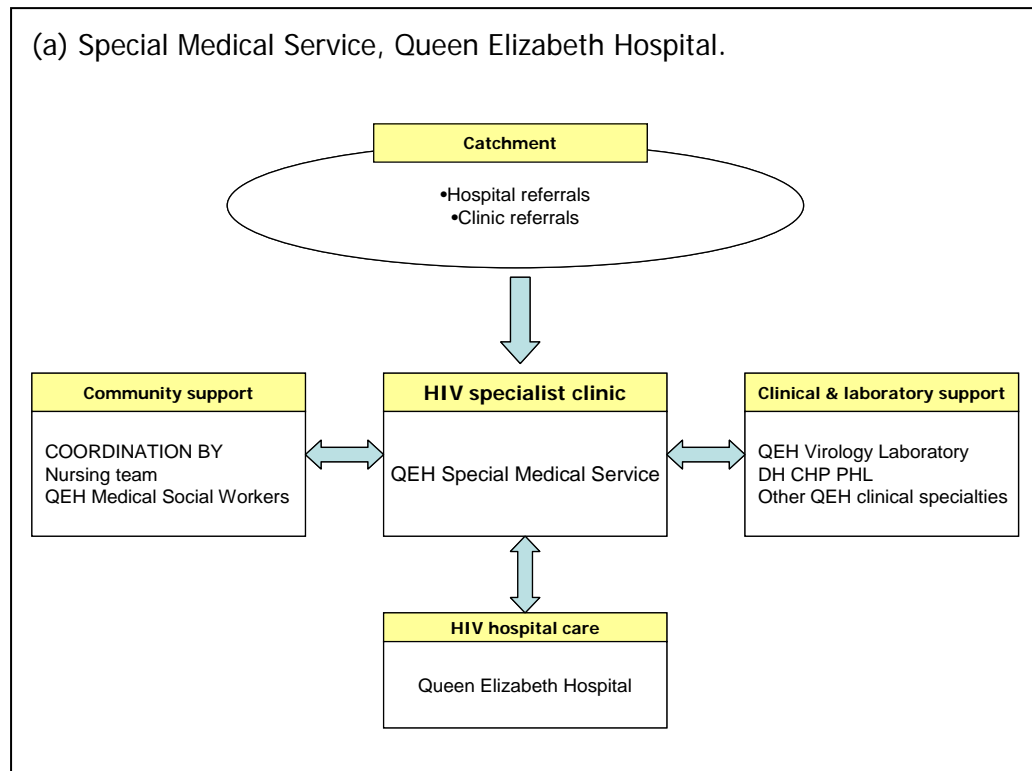 (a) Special Medical Service, Queen Elizabeth Hospital.
Catchment
•Hospital referrals
•Clinic referrals
Community support
COORDINATION BY
Nursing team
QEH Medical Social Workers
HIV specialist clinic
QEH Special Medical Service
Clinical & laboratory support
QEH Virology Laboratory
DH CHP PHL
Other QEH clinical specialties
HIV hospital care
Queen Elizabeth Hospital